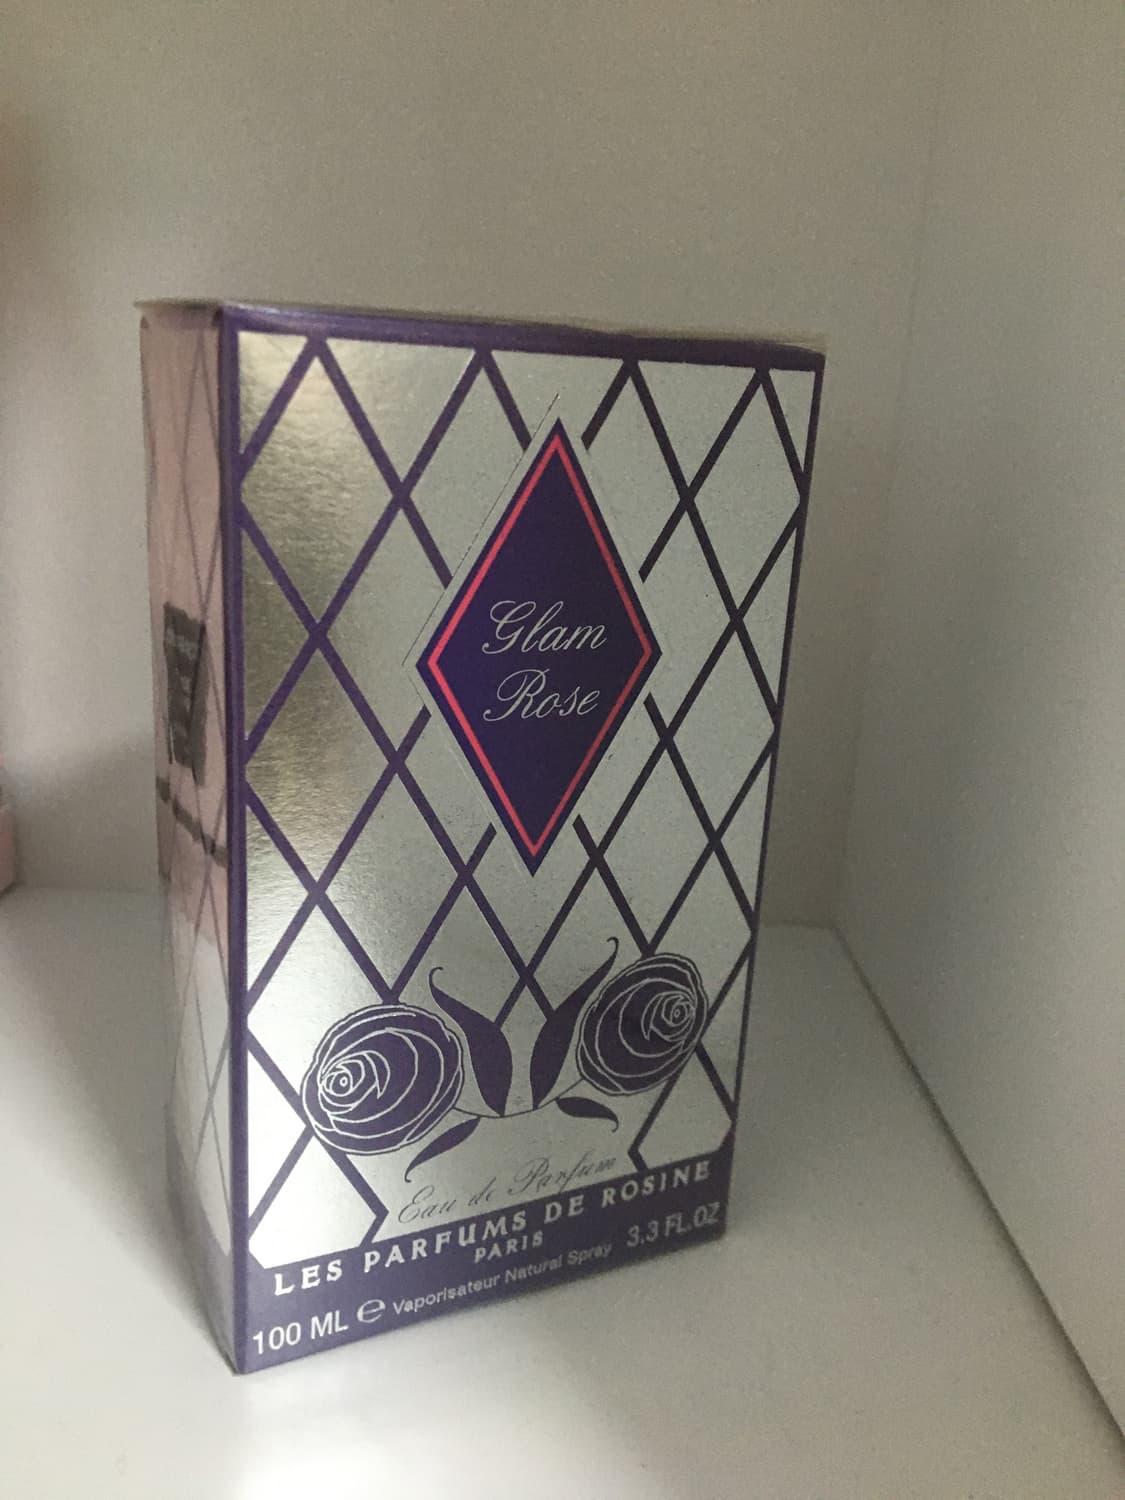 Glam
Rose
Eau de Parfum
LES PARFUMS DE ROSINE
PARIS
100 ML e Vaporisateur Natural Spray 3.3 FL.OZ